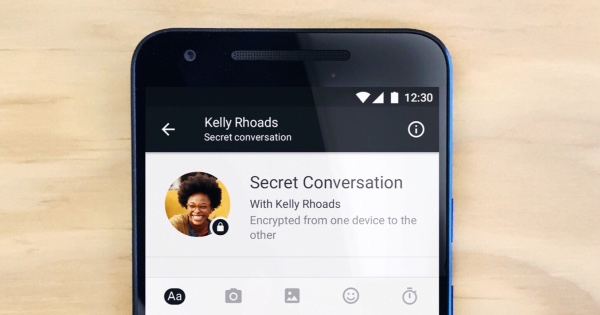 12:30
Kelly Rhoads
Secret conversation
Secret Conversation
With Kelly Rhoads
Encrypted from one device to the
other
Aa